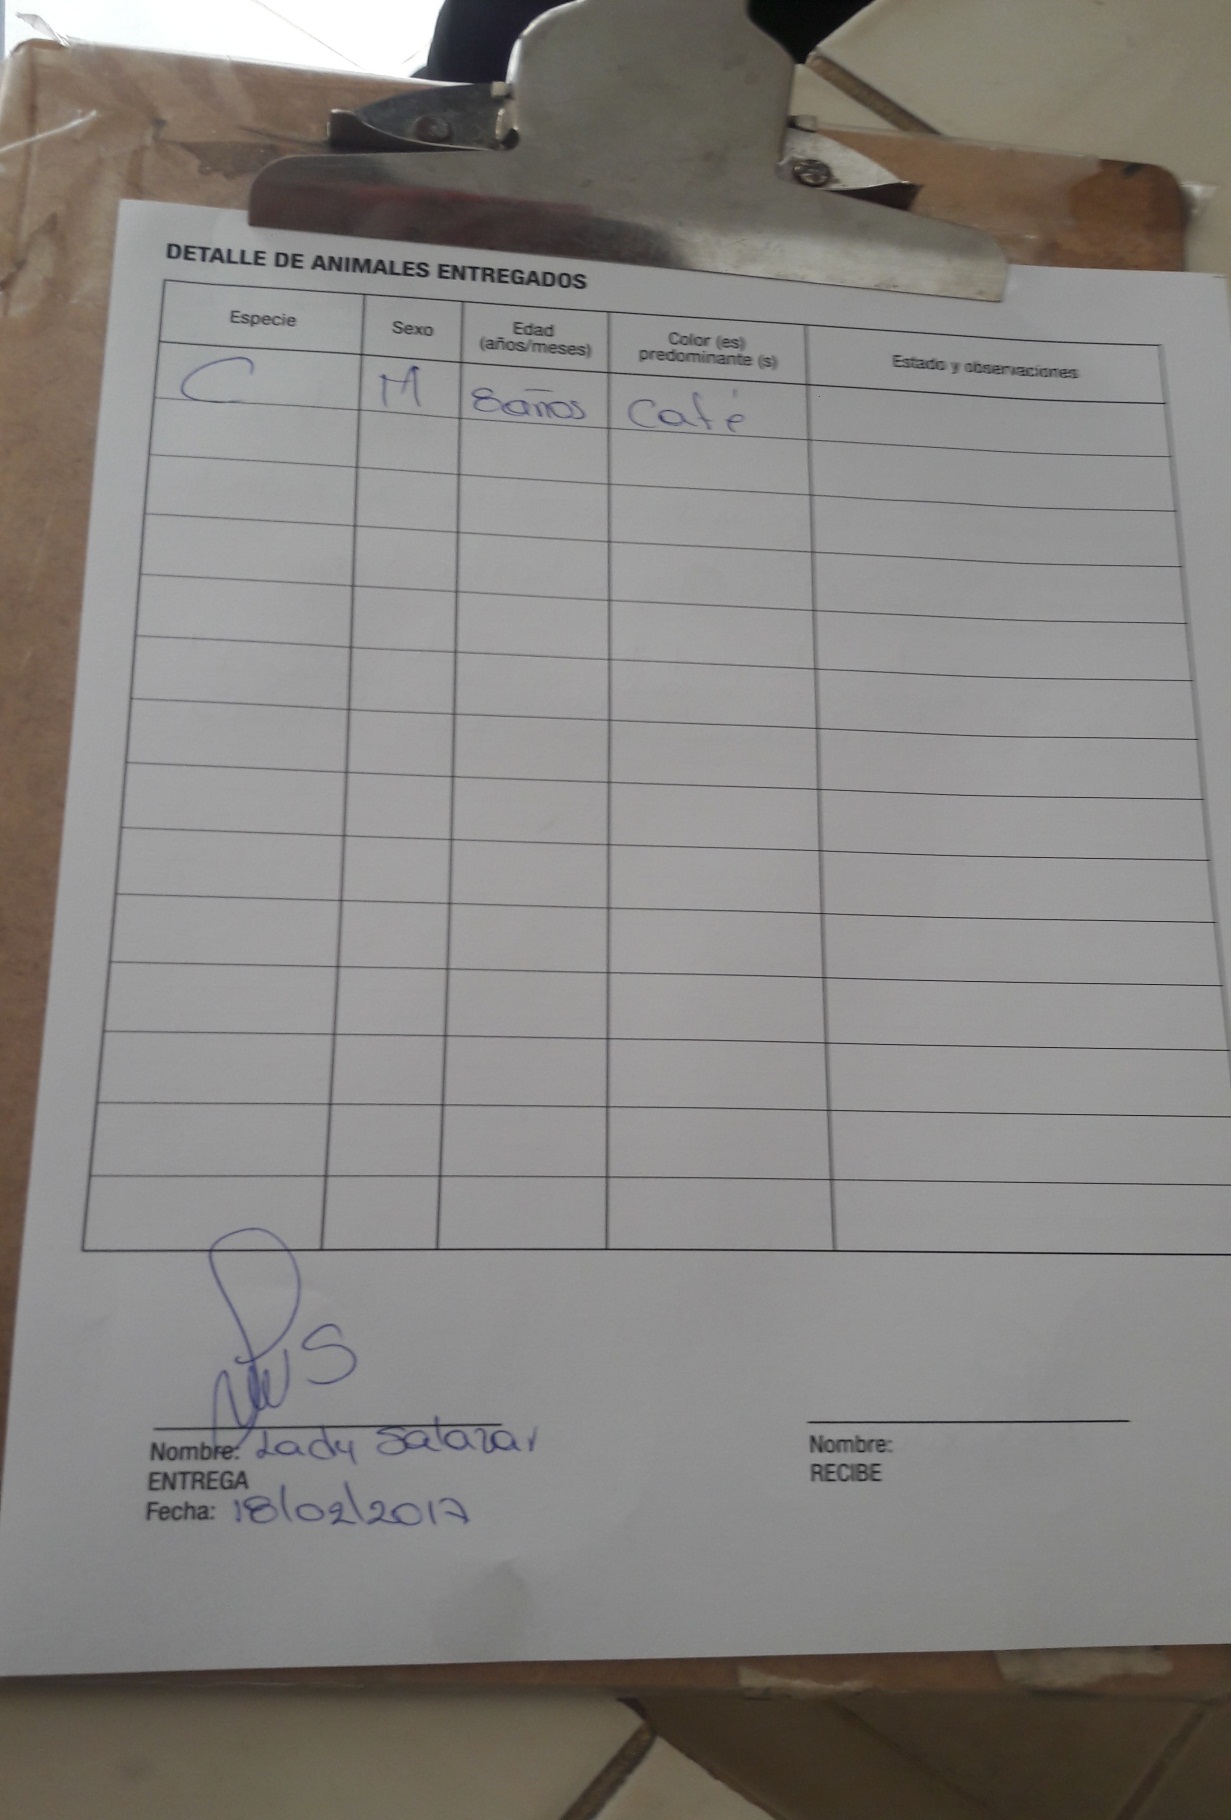 DETALLE DE ANIMALES ENTREGADOS
Especie Sexo Edad (años/meses) Color (es) predominante (s) Estado y observaciones
C M 8años Café
Nombre: Lady Salazar
ENTREGA
Fecha: 18/02/2017
Nombre:
RECIBE